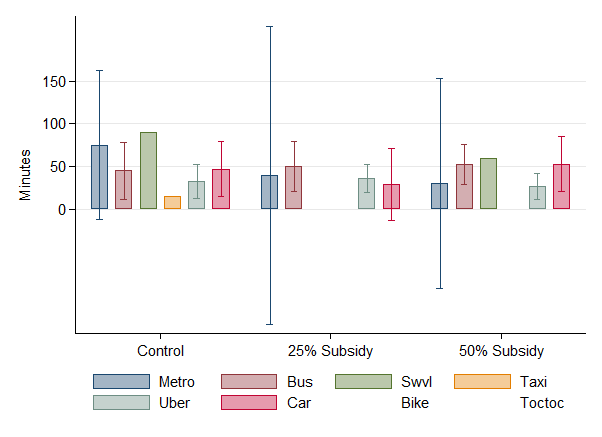 Minutes
150
100
50
0
Control 25% Subsidy 50% Subsidy
Metro Bus Swvl Taxi
Uber Car Bike Toctoc